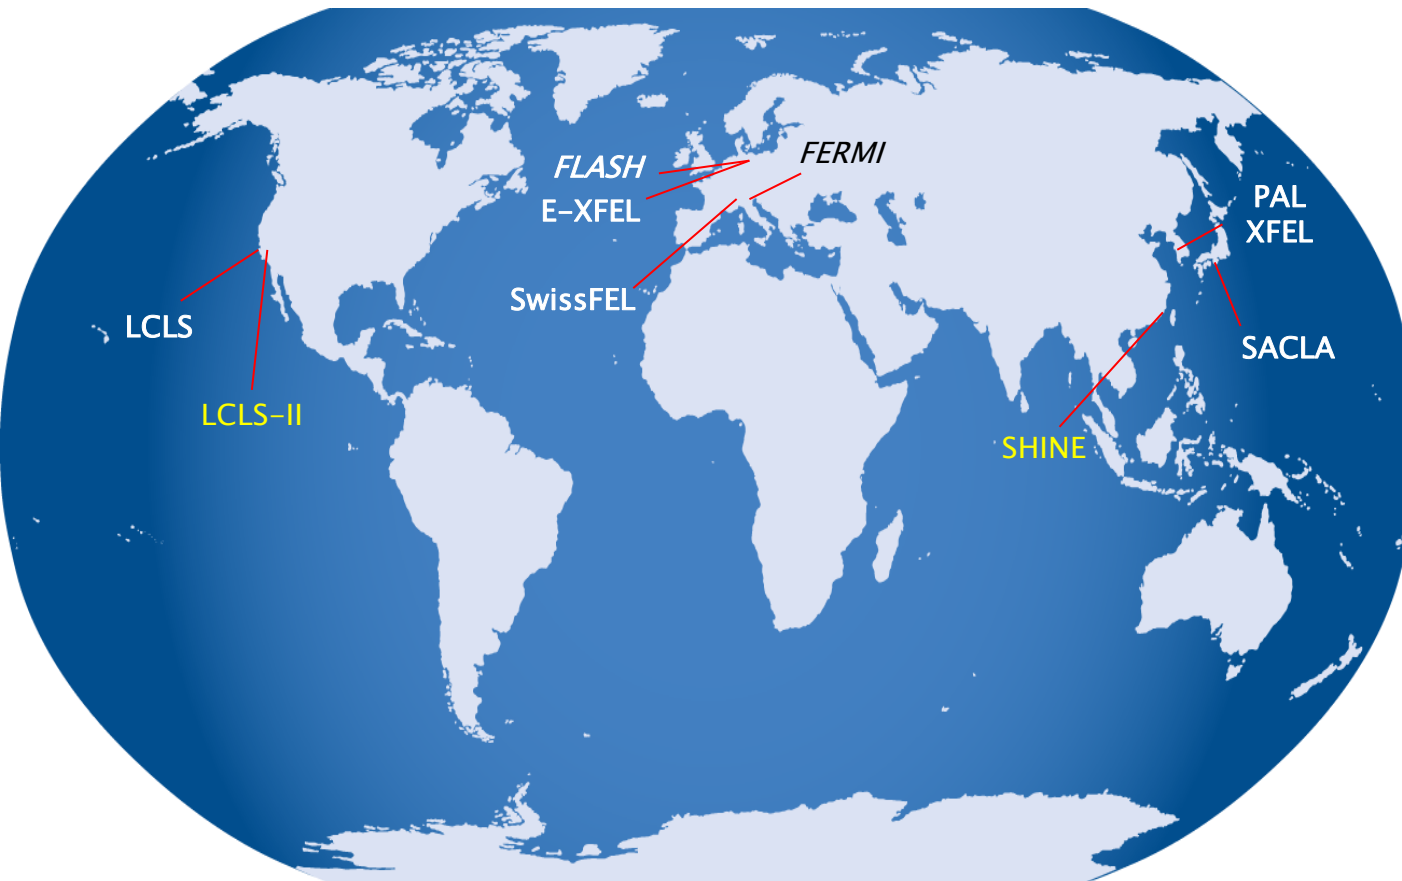 FLASH
FERMI
E-XFEL
PAL
XFEL
SwissFEL
LCLS
SACLA
LCLS-II
SHINE